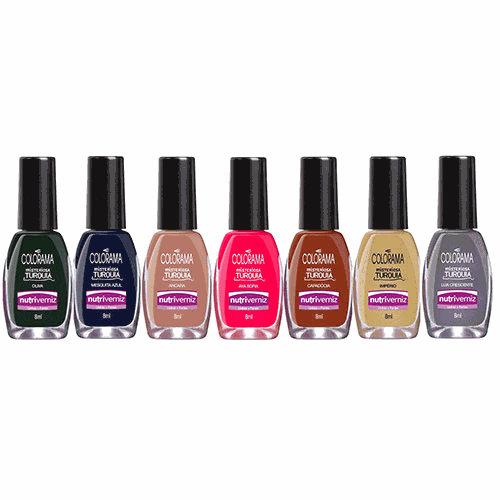 COLORAMA
misteriosa
TURQUIA
OLIVA
nutriverniz
8ml
COLORAMA
misteriosa
TURQUIA
MESQUITA AZUL
nutriverniz
8ml
COLORAMA
misteriosa
TURQUIA
ANCARA
nutriverniz
8ml
COLORAMA
misteriosa
TURQUIA
AYA SOFIA
nutriverniz
8ml
COLORAMA
misteriosa
TURQUIA
CAPADÓCIA
nutriverniz
8ml
COLORAMA
misteriosa
TURQUIA
IMPÉRIO
nutriverniz
8ml
COLORAMA
misteriosa
TURQUIA
LUA CRESCENTE
nutriverniz
8ml